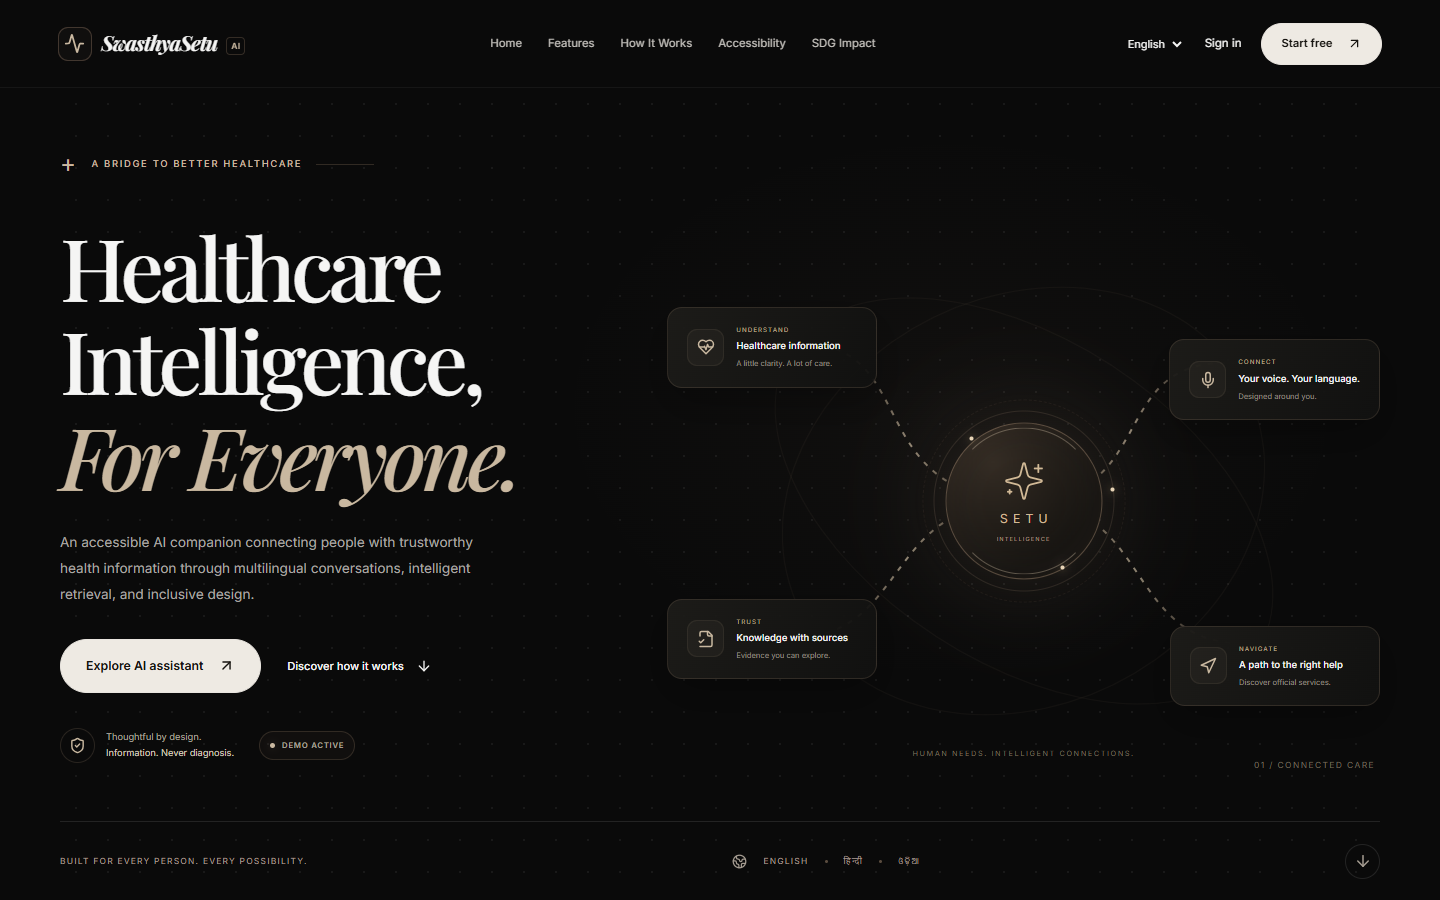 SwasthyaSetu AI
Home Features How It Works Accessibility SDG Impact
English Sign in Start free
A BRIDGE TO BETTER HEALTHCARE
Healthcare
Intelligence,
For Everyone.
An accessible AI companion connecting people with trustworthy
health information through multilingual conversations, intelligent
retrieval, and inclusive design.
Explore AI assistant Discover how it works
Thoughtful by design.
Information. Never diagnosis.
DEMO ACTIVE
UNDERSTAND
Healthcare information
A little clarity. A lot of care.
CONNECT
Your voice. Your language.
Designed around you.
SETU
INTELLIGENCE
TRUST
Knowledge with sources
Evidence you can explore.
NAVIGATE
A path to the right help
Discover official services.
HUMAN NEEDS. INTELLIGENT CONNECTIONS.
01 / CONNECTED CARE
BUILT FOR EVERY PERSON. EVERY POSSIBILITY.
ENGLISH • हिन्दी • ଓଡ଼ିଆ